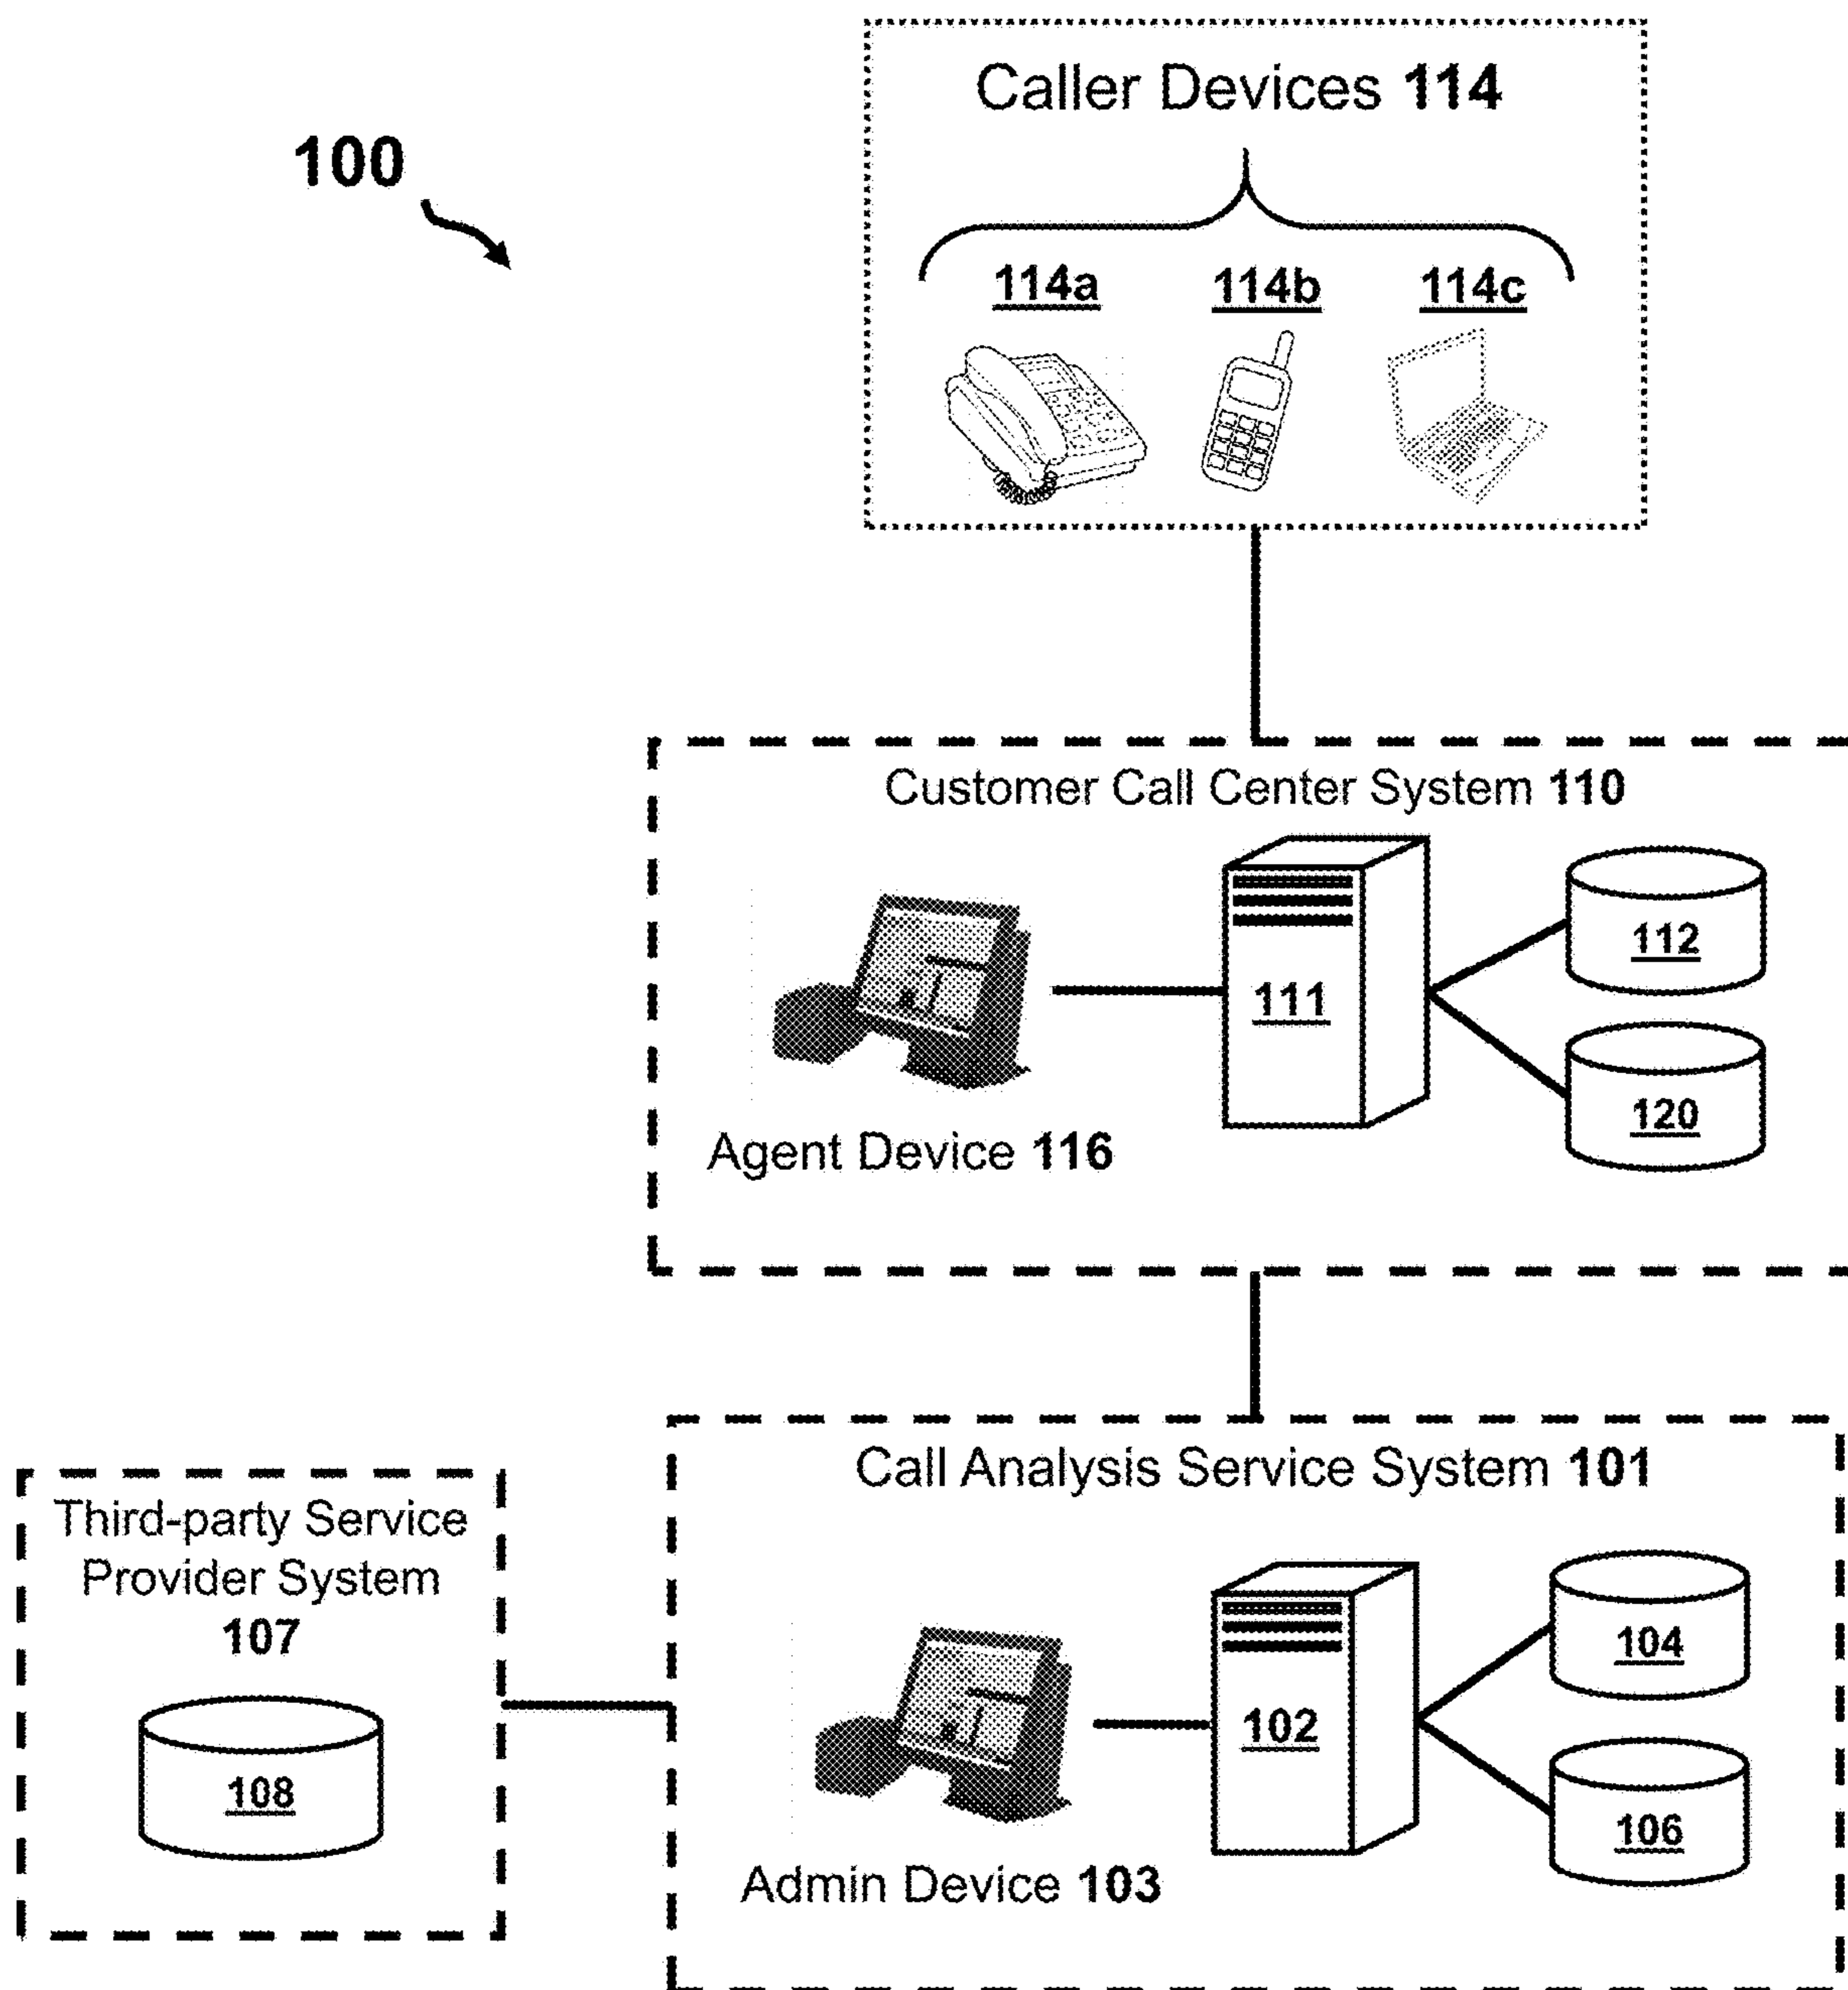 100
Caller Devices 114
114a 114b 114c
Customer Call Center System 110
111
112
120
Agent Device 116
Call Analysis Service System 101
Third-party Service
Provider System
107
108
102
104
106
Admin Device 103